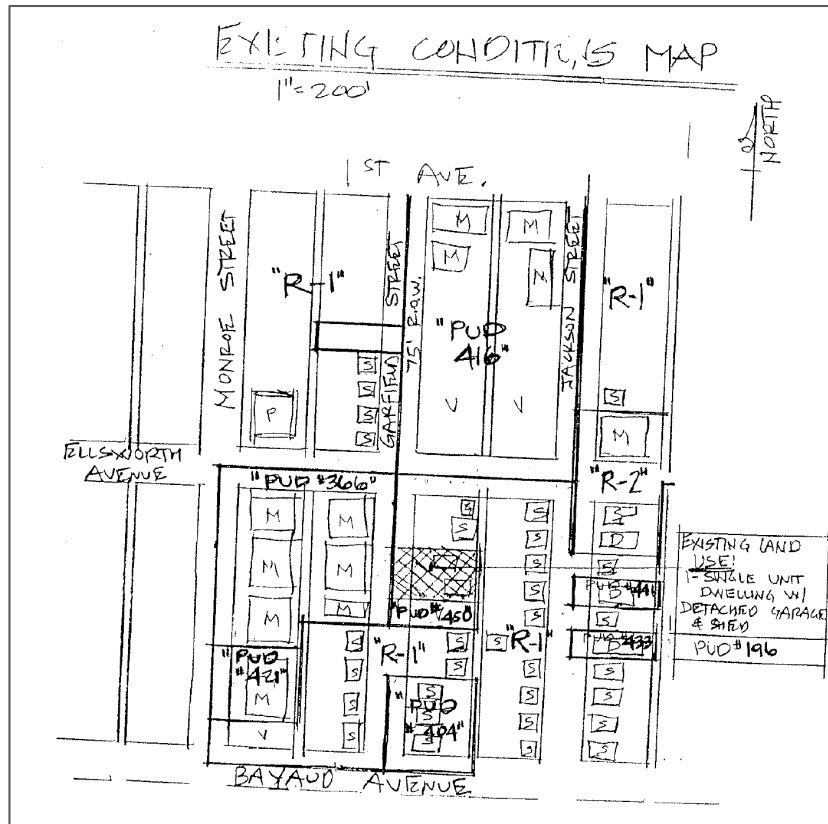 EXISTING CONDITIONS MAP
1"=200'
NORTH
1ST AVE.
MONROE STREET
"R-1"
GARFIELD STREET
75' R.O.W.
M
M
M
N
"PUD
416"
JACKSON STREET
"R-1"
V
V
S
S
S
S
P
S
M
ELLSWORTH
AVENUE
"PUD #366"
"R-2"
M
M
M
M
M
M
S
S
S
S
S
S
S
D
S
EXISTING LAND
USE:
1-SINGLE UNIT
DWELLING W/
DETACHED GARAGE
& SHED
PUD #196
#441
D
"PUD #450"
"R-1"
"R-1"
#433
D
"PUD
#421"
M
V
S
S
S
S
S
S
S
"PUD
#404"
S
S
S
S
S
S
S
S
S
S
S
BAYAUD AVENUE